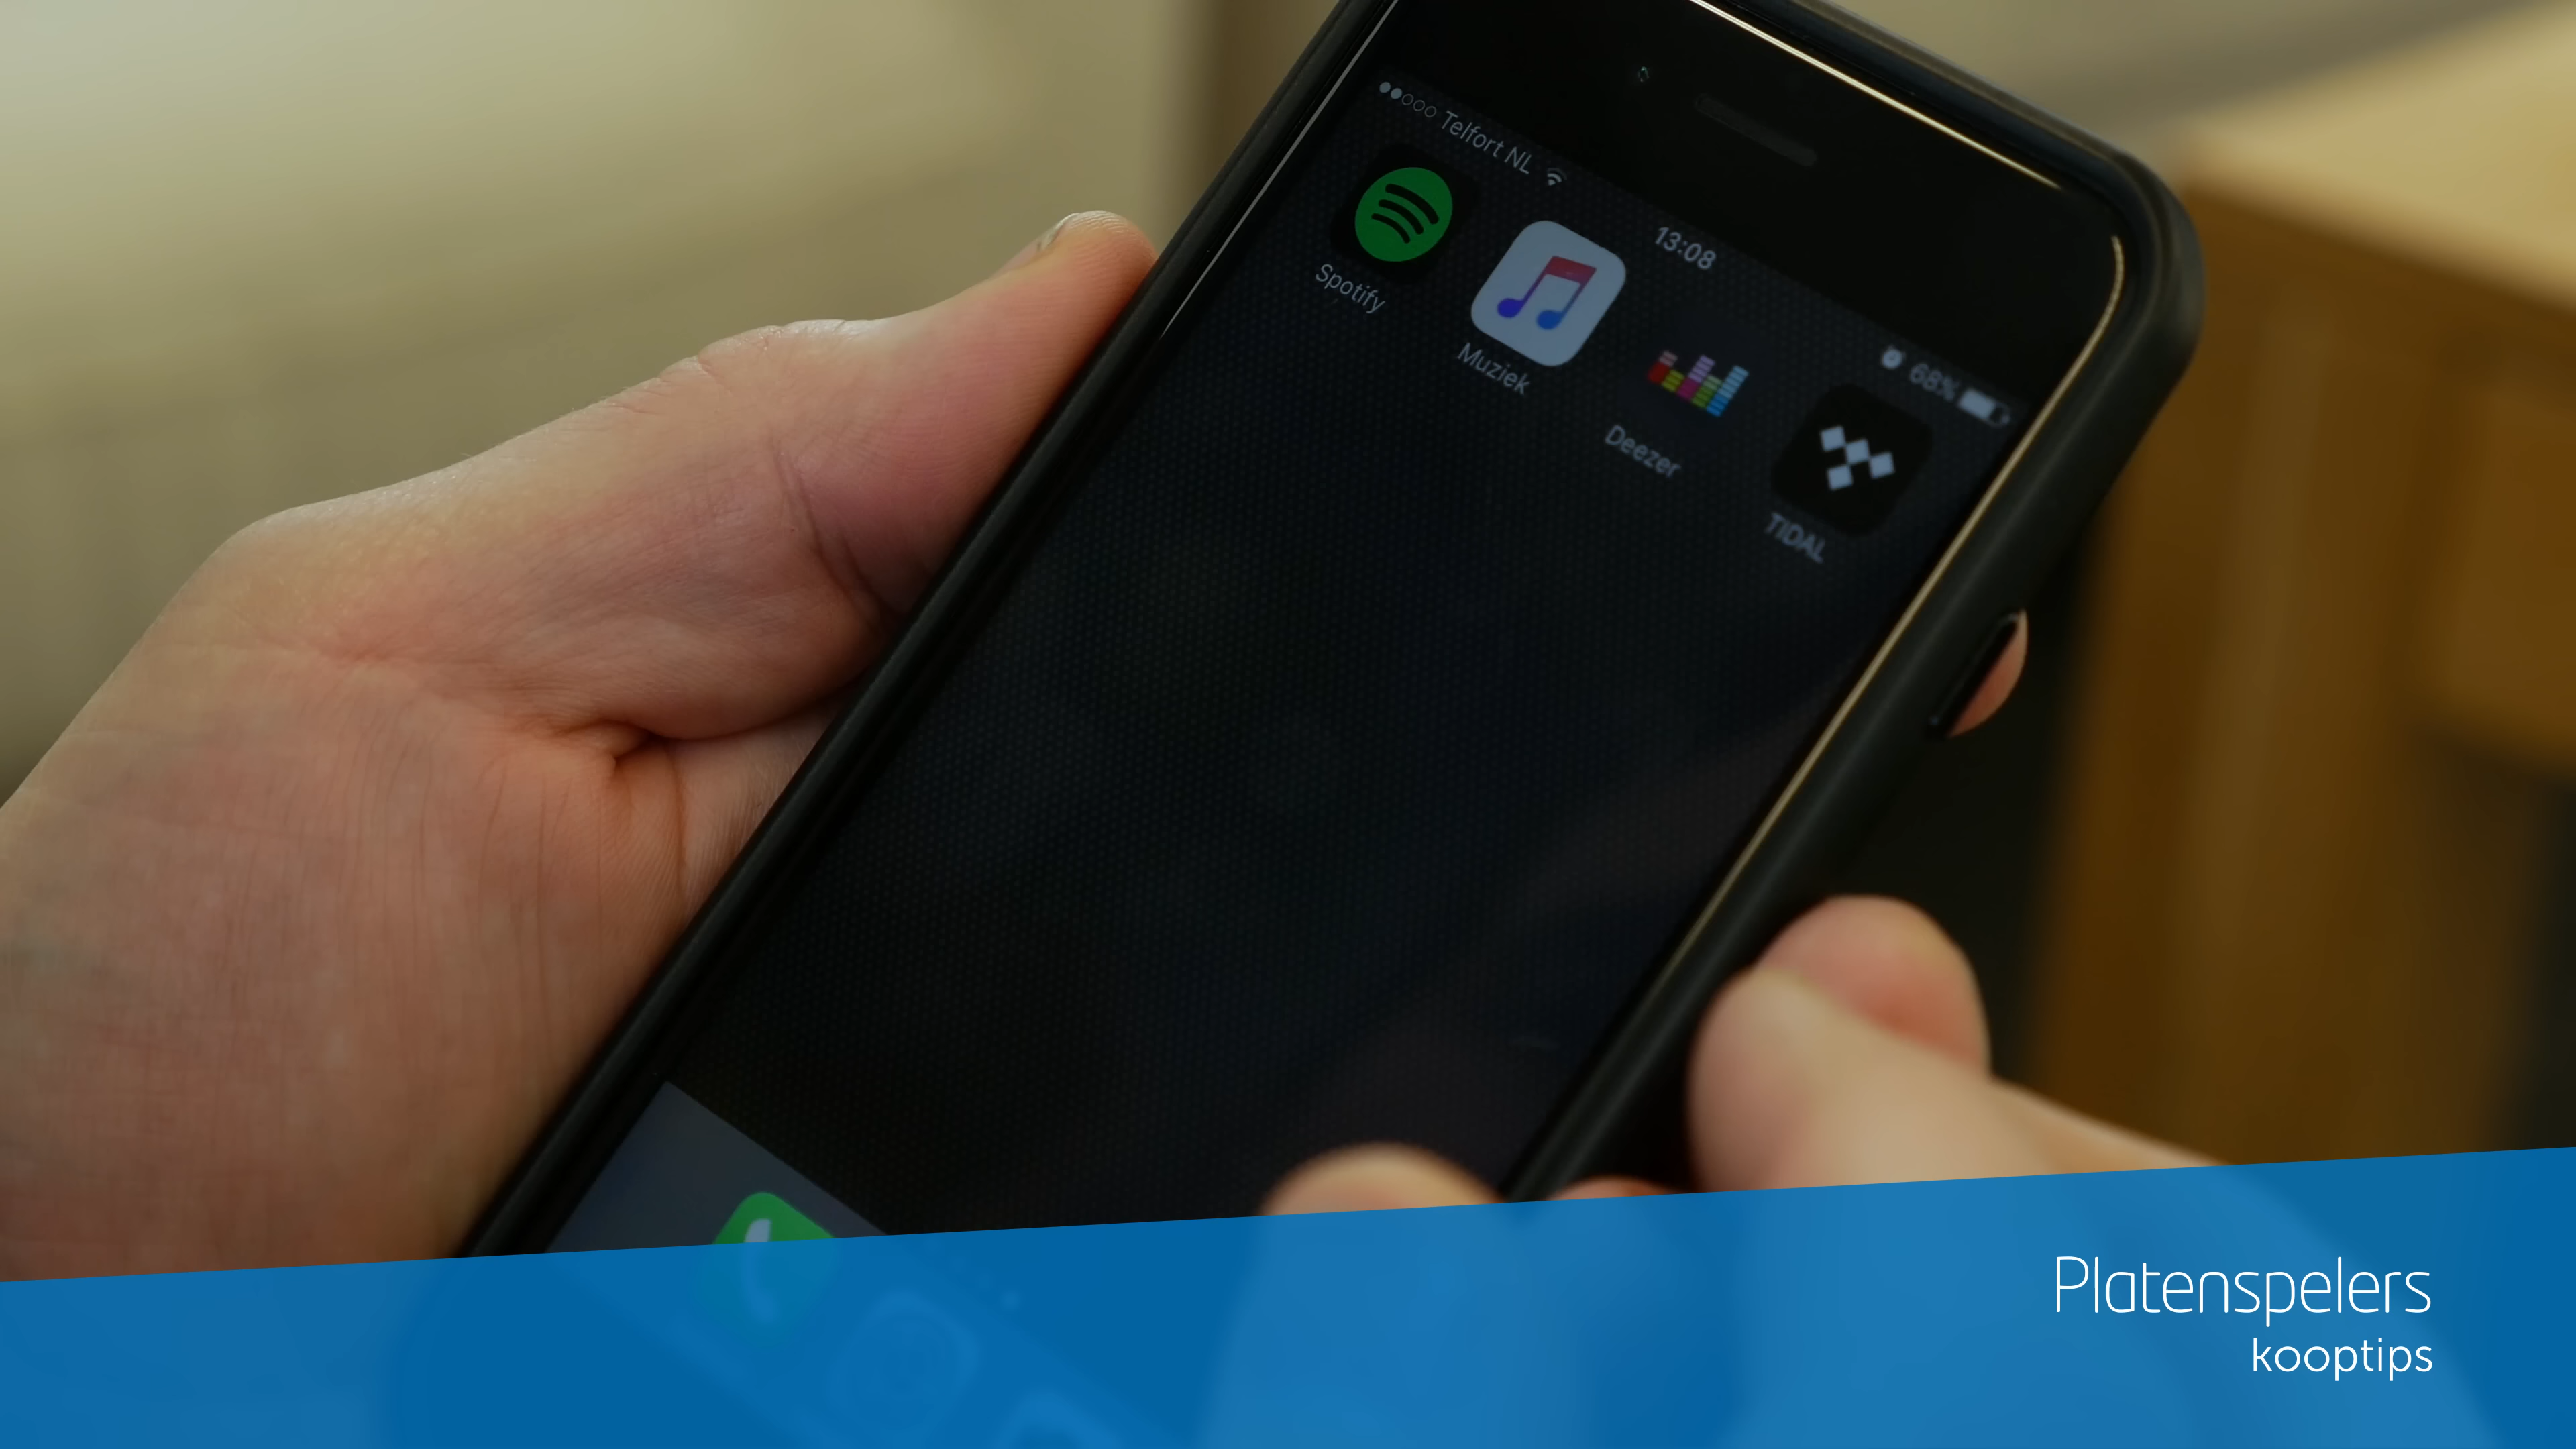 Telfort NL
13:08
68%
Spotify
Muziek
Deezer
TIDAL
Platenspelers
kooptips